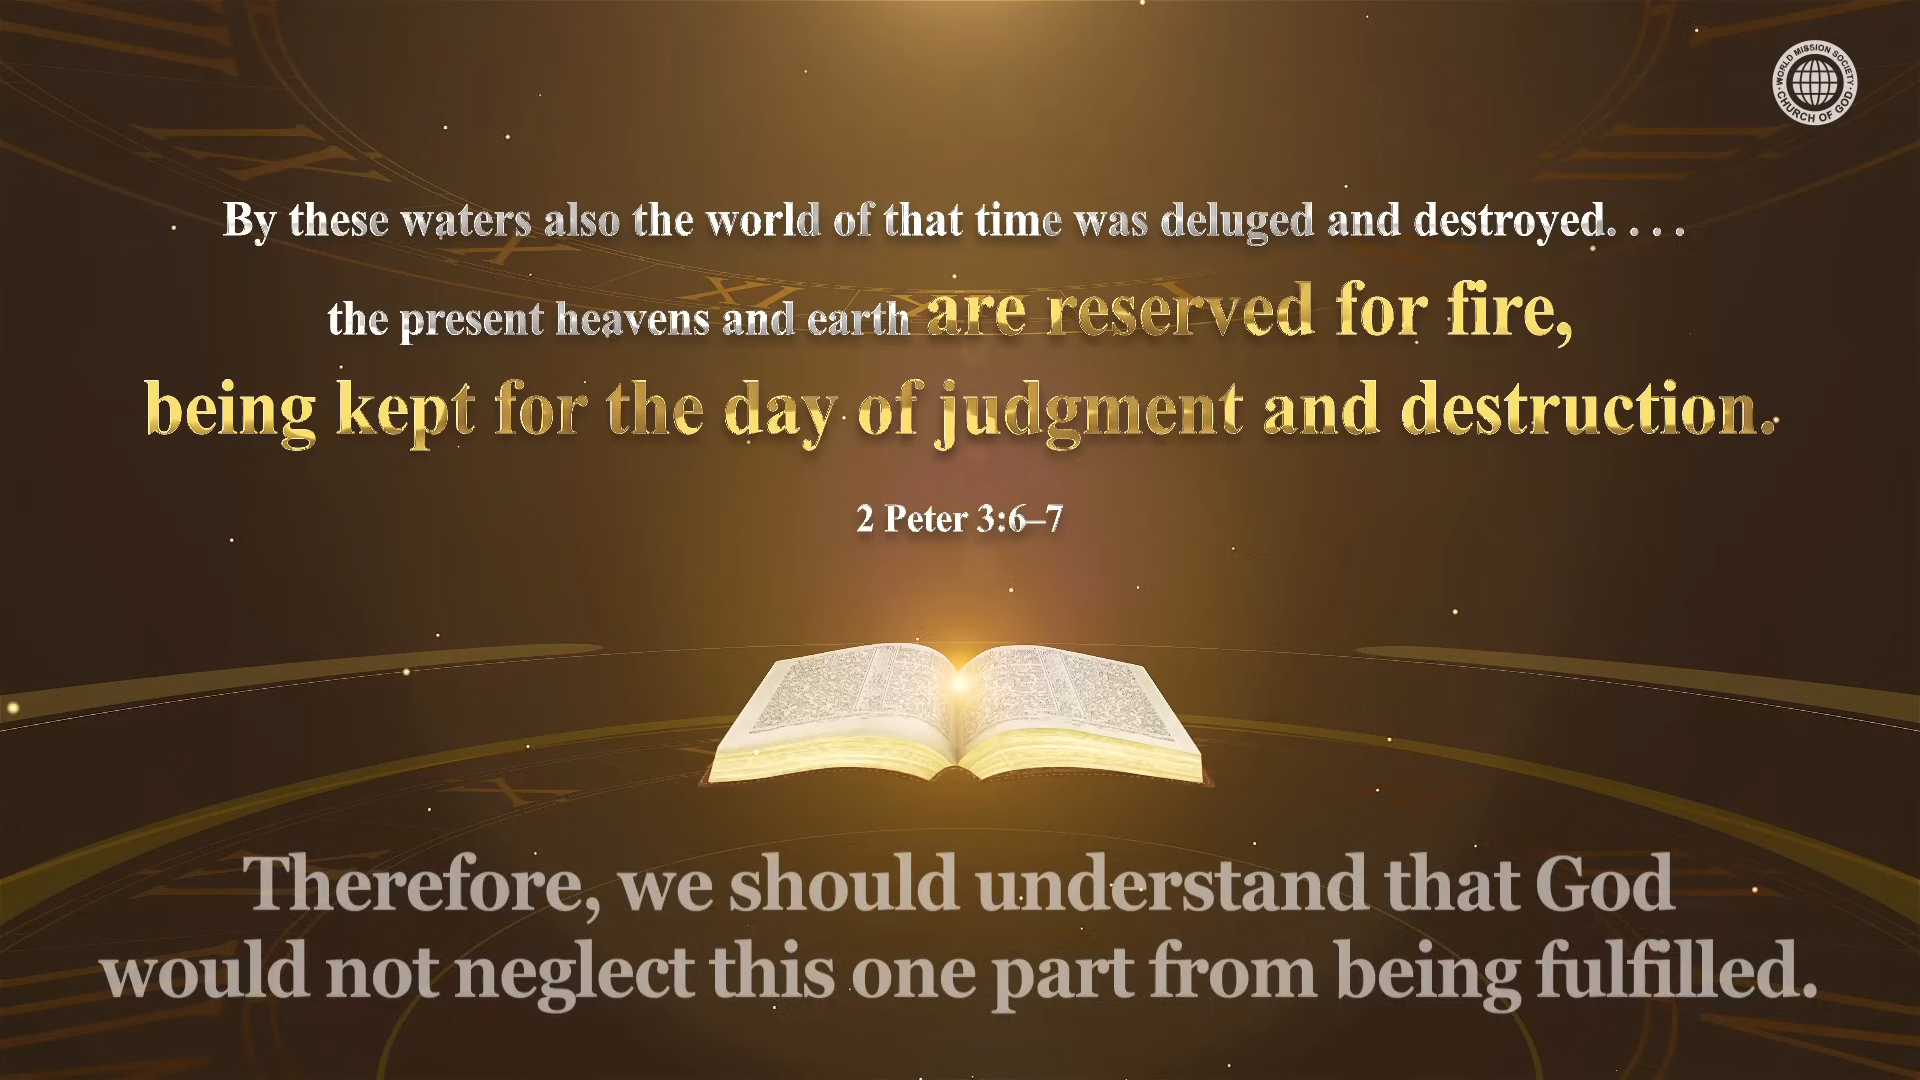 WORLD MISSION SOCIETY
CHURCH OF GOD
By these waters also the world of that time was deluged and destroyed. . . .
the present heavens and earth are reserved for fire,
being kept for the day of judgment and destruction.
2 Peter 3:6–7
Therefore, we should understand that God
would not neglect this one part from being fulfilled.